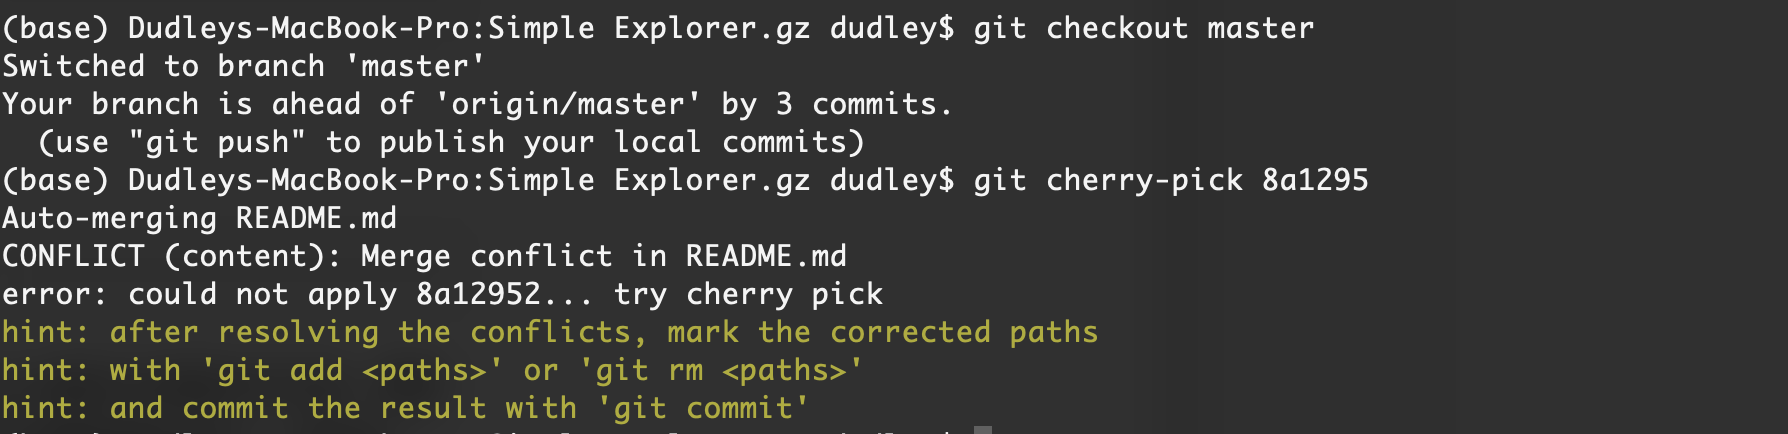 (base) Dudleys-MacBook-Pro:Simple Explorer.gz dudley$ git checkout master
Switched to branch 'master'
Your branch is ahead of 'origin/master' by 3 commits.
  (use "git push" to publish your local commits)
(base) Dudleys-MacBook-Pro:Simple Explorer.gz dudley$ git cherry-pick 8a1295
Auto-merging README.md
CONFLICT (content): Merge conflict in README.md
error: could not apply 8a12952... try cherry pick
hint: after resolving the conflicts, mark the corrected paths
hint: with 'git add <paths>' or 'git rm <paths>'
hint: and commit the result with 'git commit'